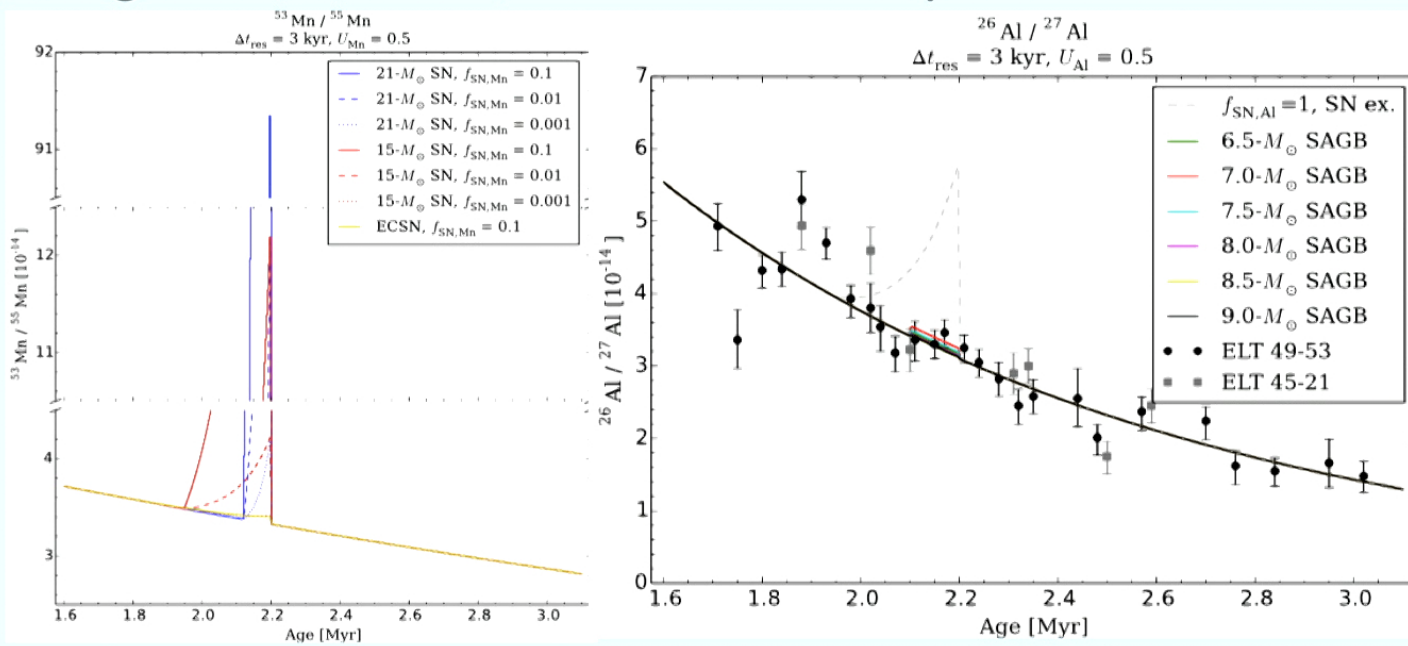 ⁵³Mn / ⁵⁵Mn
Δt_res = 3 kyr, U_Mn = 0.5
92
91
12
11
4
3
⁵³Mn / ⁵⁵Mn [10⁻¹⁴]
21-M☉ SN, f_SN,Mn = 0.1
21-M☉ SN, f_SN,Mn = 0.01
21-M☉ SN, f_SN,Mn = 0.001
15-M☉ SN, f_SN,Mn = 0.1
15-M☉ SN, f_SN,Mn = 0.01
15-M☉ SN, f_SN,Mn = 0.001
ECSN, f_SN,Mn = 0.1
1.6 1.8 2.0 2.2 2.4 2.6 2.8 3.0
Age [Myr]
²⁶Al / ²⁷Al
Δt_res = 3 kyr, U_Al = 0.5
7
6
5
4
3
2
1
0
²⁶Al / ²⁷Al [10⁻¹⁴]
f_SN,Al =1, SN ex.
6.5-M☉ SAGB
7.0-M☉ SAGB
7.5-M☉ SAGB
8.0-M☉ SAGB
8.5-M☉ SAGB
9.0-M☉ SAGB
ELT 49-53
ELT 45-21
1.6 1.8 2.0 2.2 2.4 2.6 2.8 3.0
Age [Myr]